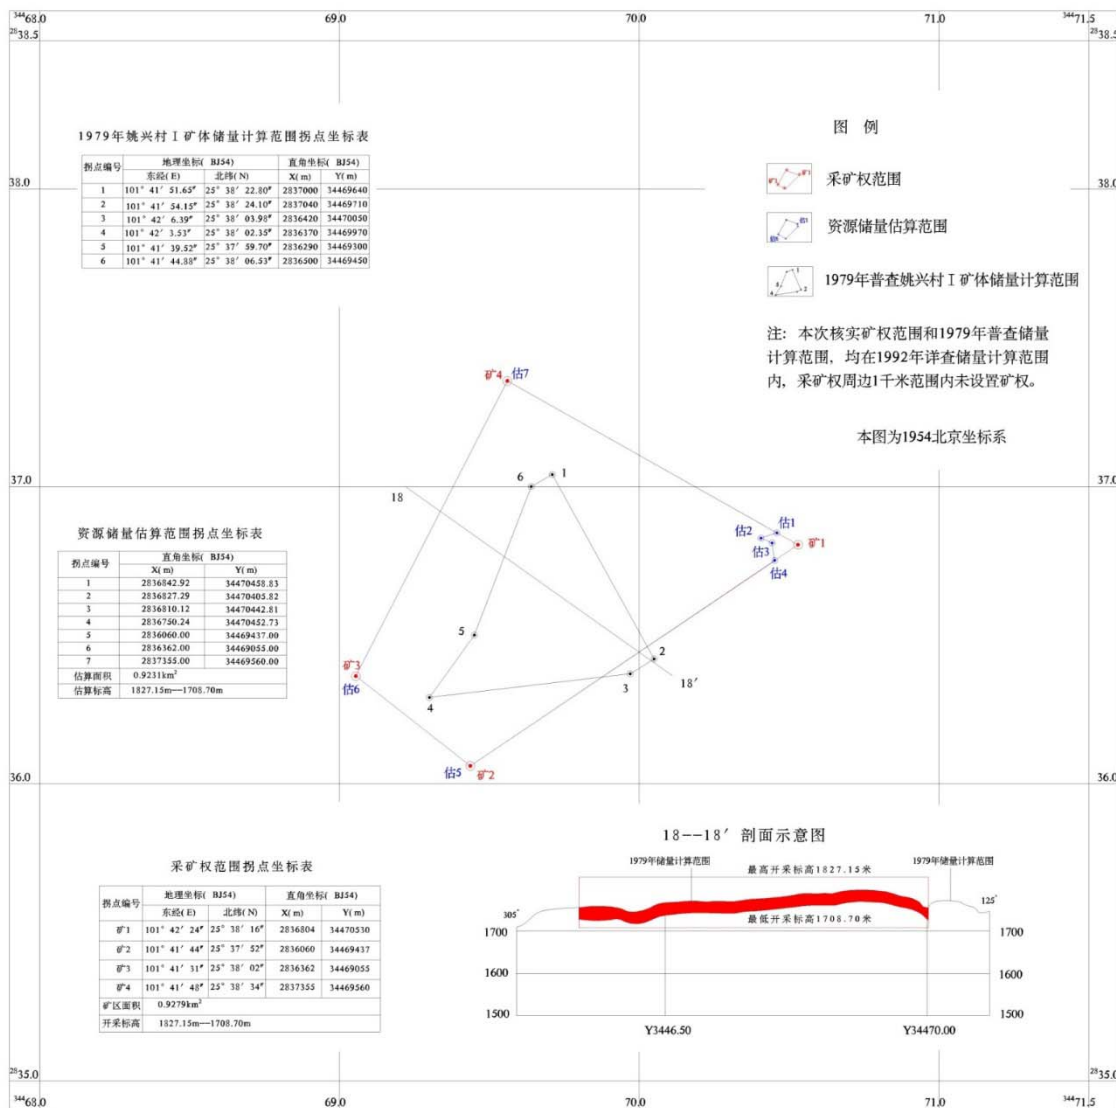 ³⁴⁴68.0 69.0 70.0 71.0 ³⁴⁴71.5
²⁸38.5 38.5
1979年姚兴村Ⅰ矿体储量计算范围拐点坐标表
拐点编号 地理坐标( BJ54) 直角坐标( BJ54)
东经(E) 北纬(N) X(m) Y(m)
1 101° 41′ 51.65″ 25° 38′ 22.80″ 2837000 34469640
2 101° 41′ 54.15″ 25° 38′ 24.10″ 2837040 34469710
3 101° 42′ 6.39″ 25° 38′ 03.98″ 2836420 34470050
4 101° 42′ 3.53″ 25° 38′ 02.35″ 2836370 34469970
5 101° 41′ 39.52″ 25° 37′ 59.70″ 2836290 34469300
6 101° 41′ 44.88″ 25° 38′ 06.53″ 2836500 34469450
图 例
采矿权范围
资源储量估算范围
1979年普查姚兴村Ⅰ矿体储量计算范围
注: 本次核实矿权范围和1979年普查储量
计算范围, 均在1992年详查储量计算范围
内, 采矿权周边1千米范围内未设置矿权。
本图为1954北京坐标系
38.0 38.0
矿4 估7
1
6
18
37.0 37.0
估1
估2
矿1
估3
估4
5
2
矿3
3
18′
估6
4
估5 矿2
36.0 36.0
资源储量估算范围拐点坐标表
拐点编号 直角坐标( BJ54)
X(m) Y(m)
1 2836842.92 34470458.83
2 2836827.29 34470405.82
3 2836810.12 34470442.81
4 2836750.24 34470452.73
5 2836060.00 34469437.00
6 2836362.00 34469055.00
7 2837355.00 34469560.00
估算面积 0.9231km²
估算标高 1827.15m--1708.70m
采矿权范围拐点坐标表
拐点编号 地理坐标( BJ54) 直角坐标( BJ54)
东经(E) 北纬(N) X(m) Y(m)
矿1 101° 42′ 24″ 25° 38′ 16″ 2836804 34470530
矿2 101° 41′ 44″ 25° 37′ 52″ 2836060 34469437
矿3 101° 41′ 31″ 25° 38′ 02″ 2836362 34469055
矿4 101° 41′ 48″ 25° 38′ 34″ 2837355 34469560
矿区面积 0.9279km²
开采标高 1827.15m--1708.70m
18--18′ 剖面示意图
1979年储量计算范围 1979年储量计算范围
最高开采标高1827.15米
305° 125°
最低开采标高1708.70米
1700 1700
1600 1600
1500 1500
Y3446.50 Y34470.00
²⁸35.0 ²⁸35.0
³⁴⁴68.0 69.0 70.0 71.0 ³⁴⁴71.5